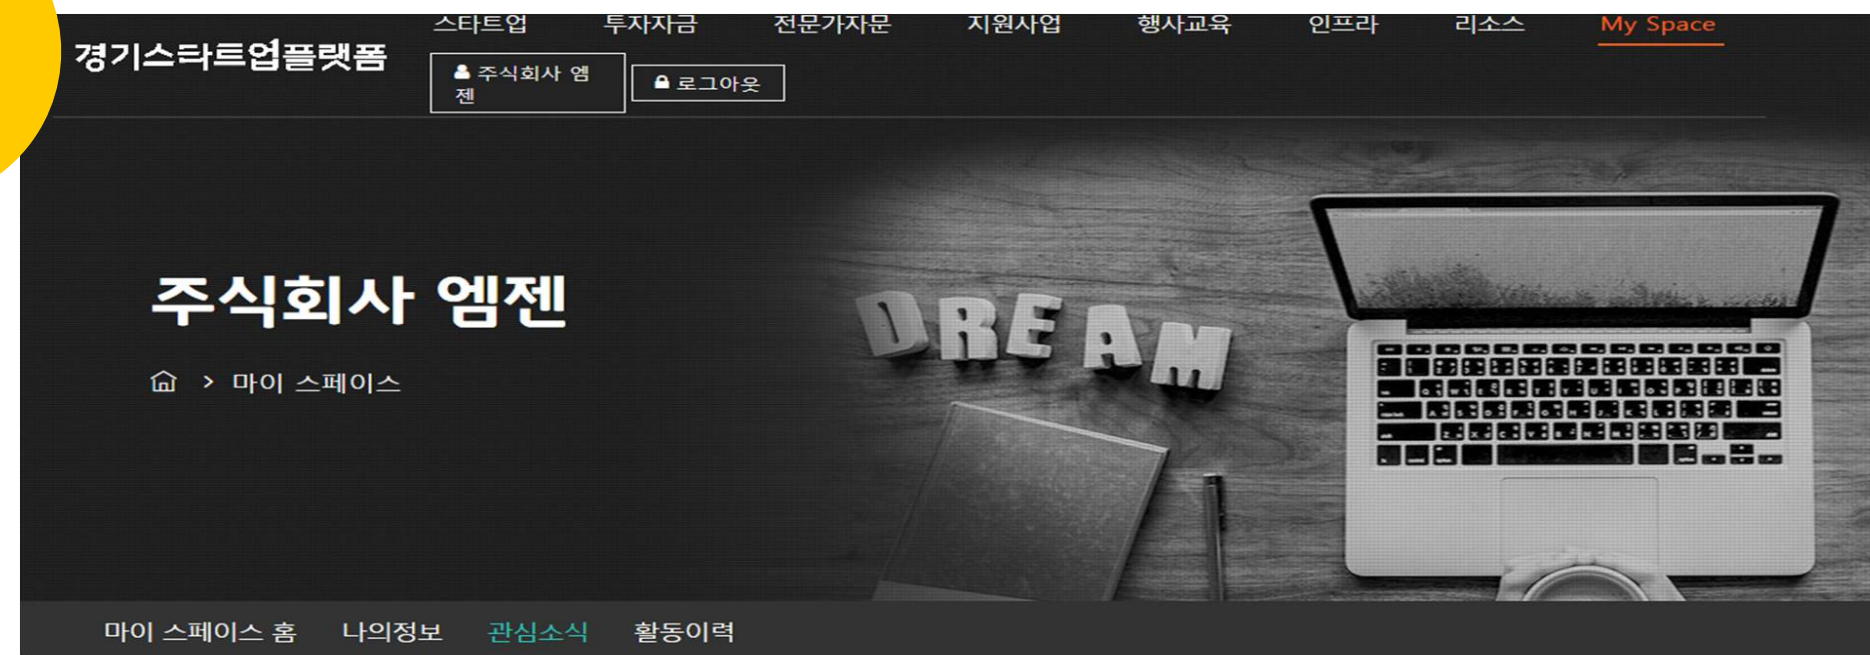 스타트업 투자자금 전문가자문 지원사업 행사교육 인프라 리소스 My Space
경기스타트업플랫폼
주식회사 엠
젠
로그아웃
주식회사 엠젠
> 마이 스페이스
DREAM
마이 스페이스 홈 나의정보 관심소식 활동이력